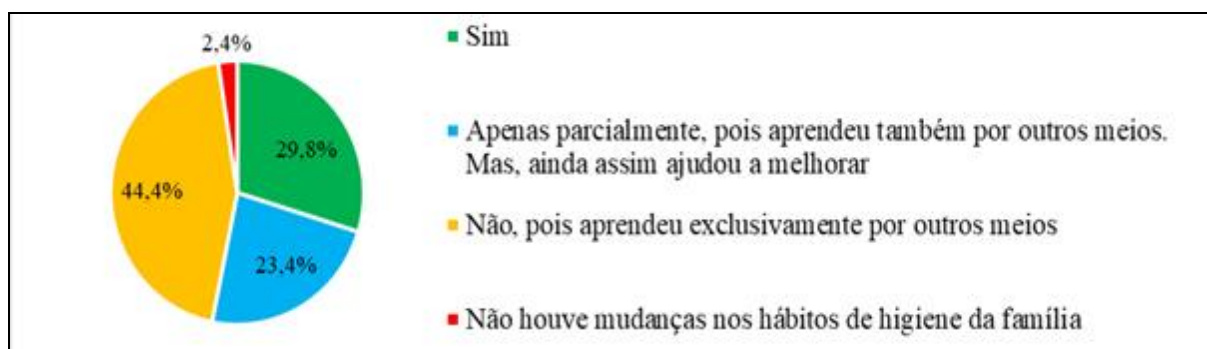 2,4%
29,8%
44,4%
23,4%
Sim
Apenas parcialmente, pois aprendeu também por outros meios.
Mas, ainda assim ajudou a melhorar
Não, pois aprendeu exclusivamente por outros meios
Não houve mudanças nos hábitos de higiene da família